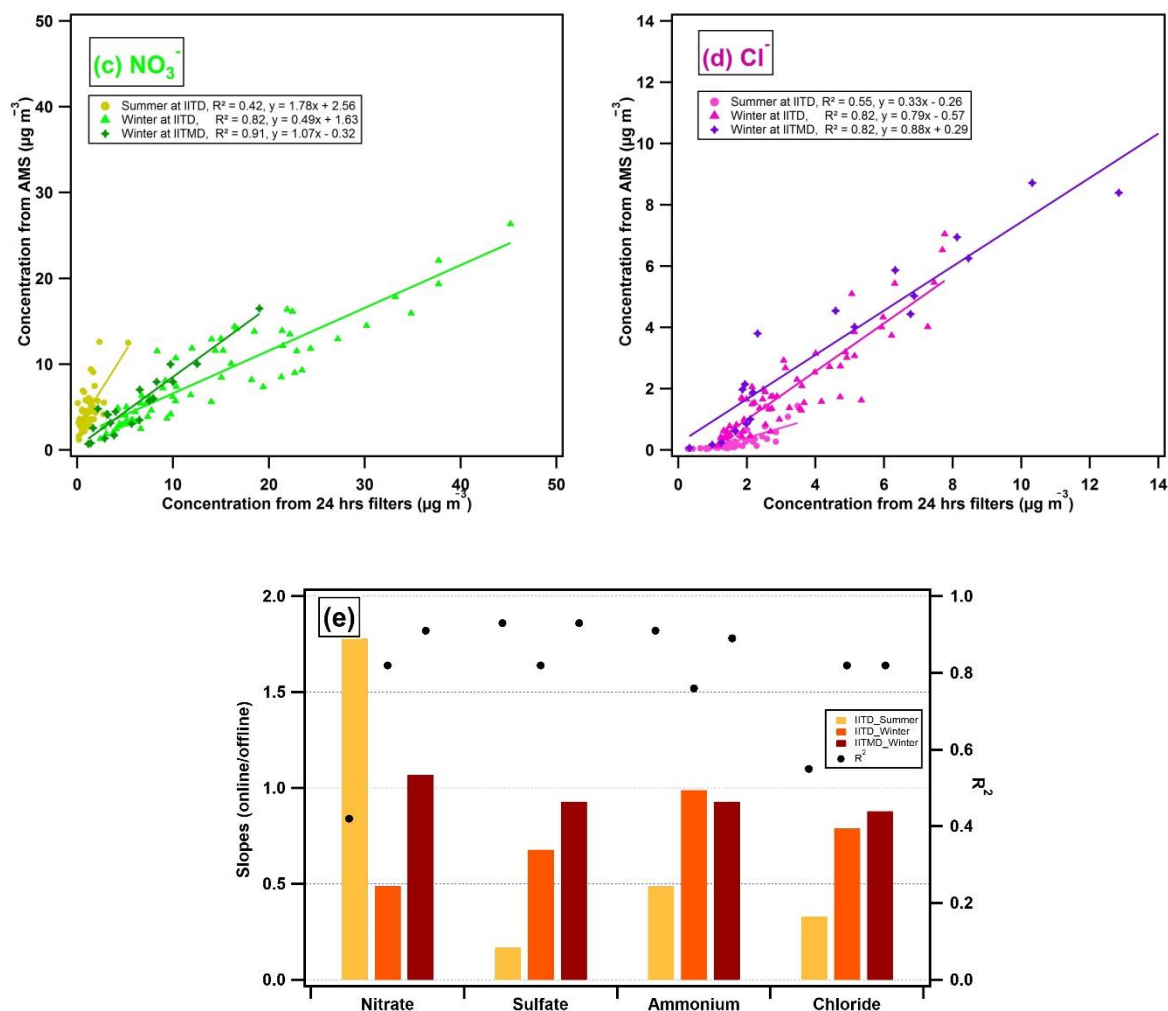 (c) NO₃⁻
Summer at IITD, R² = 0.42, y = 1.78x + 2.56
Winter at IITD, R² = 0.82, y = 0.49x + 1.63
Winter at IITMD, R² = 0.91, y = 1.07x - 0.32
Concentration from AMS (µg m⁻³)
50
40
30
20
10
0
0 10 20 30 40 50
Concentration from 24 hrs filters (µg m⁻³)
(d) Cl⁻
Summer at IITD, R² = 0.55, y = 0.33x - 0.26
Winter at IITD, R² = 0.82, y = 0.79x - 0.57
Winter at IITMD, R² = 0.82, y = 0.88x + 0.29
Concentration from AMS (µg m⁻³)
14
12
10
8
6
4
2
0
0 2 4 6 8 10 12 14
Concentration from 24 hrs filters (µg m⁻³)
(e)
Slopes (online/offline)
2.0
1.5
1.0
0.5
0.0
IITD_Summer
IITD_Winter
IITMD_Winter
R²
1.0
0.8
0.6
0.4
0.2
0.0
R²
Nitrate Sulfate Ammonium Chloride